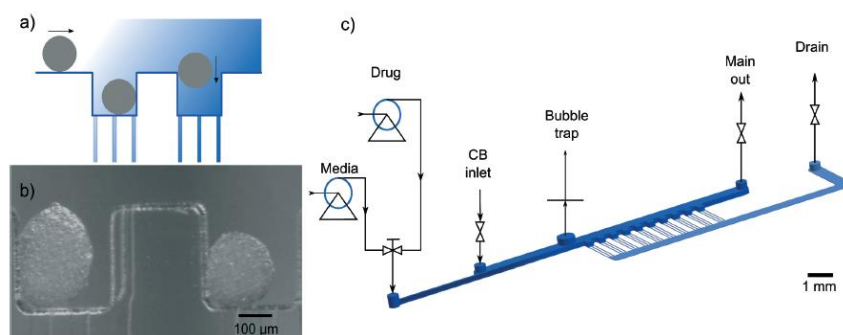 a)
b)
100 µm
c)
Drug
Media
CB
inlet
Bubble
trap
Main
out
Drain
1 mm